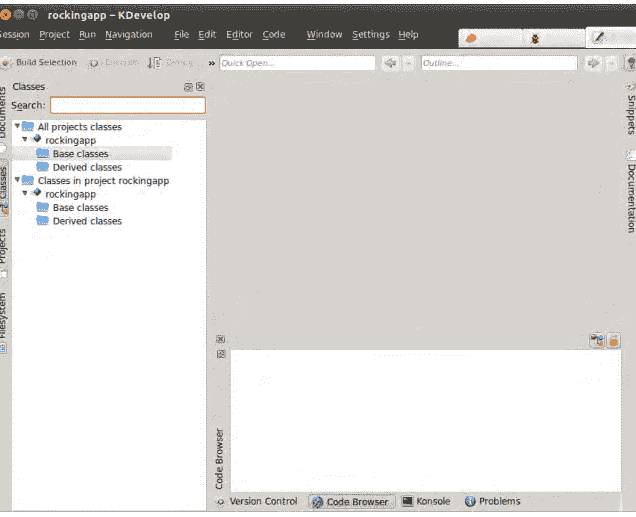 rockingapp – KDevelop
Session Project Run Navigation File Edit Editor Code Window Settings Help
Build Selection » Quick Open... Outline...
Classes
Search:
All projects classes
rockingapp
Base classes
Derived classes
Classes in project rockingapp
rockingapp
Base classes
Derived classes
Documents
Classes
Projects
Filesystem
Snippets
Documentation
Code Browser
Version Control Code Browser Konsole Problems